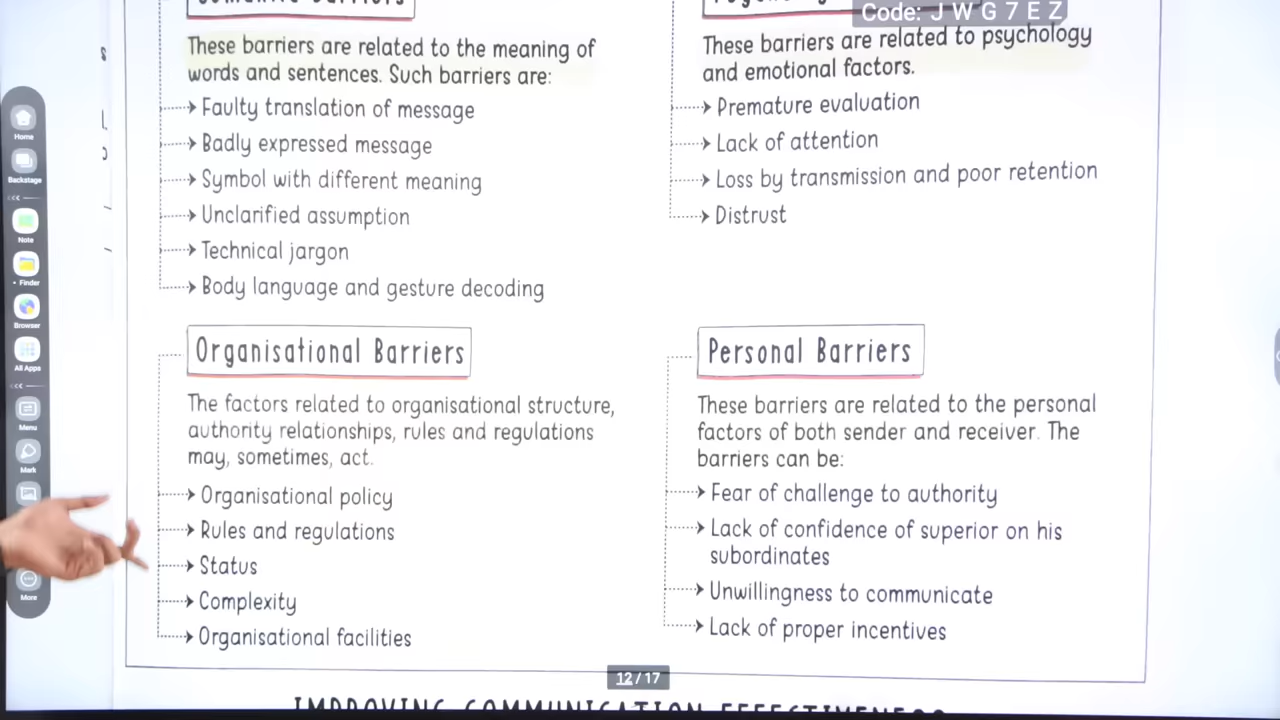 Code: J W G 7 E Z
These barriers are related to the meaning of
words and sentences. Such barriers are:
Faulty translation of message
Badly expressed message
Symbol with different meaning
Unclarified assumption
Technical jargon
Body language and gesture decoding
These barriers are related to psychology
and emotional factors.
Premature evaluation
Lack of attention
Loss by transmission and poor retention
Distrust
Organisational Barriers
The factors related to organisational structure,
authority relationships, rules and regulations
may, sometimes, act.
Organisational policy
Rules and regulations
Status
Complexity
Organisational facilities
Personal Barriers
These barriers are related to the personal
factors of both sender and receiver. The
barriers can be:
Fear of challenge to authority
Lack of confidence of superior on his
subordinates
Unwillingness to communicate
Lack of proper incentives
12 / 17
IMPROVING COMMUNICATION EFFECTIVENESS
Home
Backstage
Note
Finder
Browser
All Apps
Menu
Mark
More